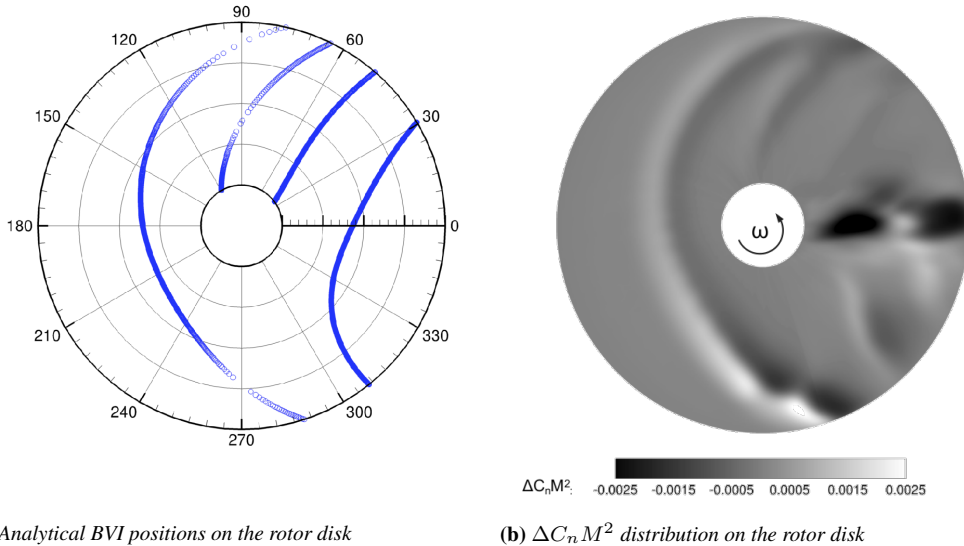 90
120
60
150
30
180
0
210
330
240
300
270
ω
ΔCnM²:
-0.0025 -0.0015 -0.0005 0.0005 0.0015 0.0025
Analytical BVI positions on the rotor disk
(b) ΔCnM² distribution on the rotor disk